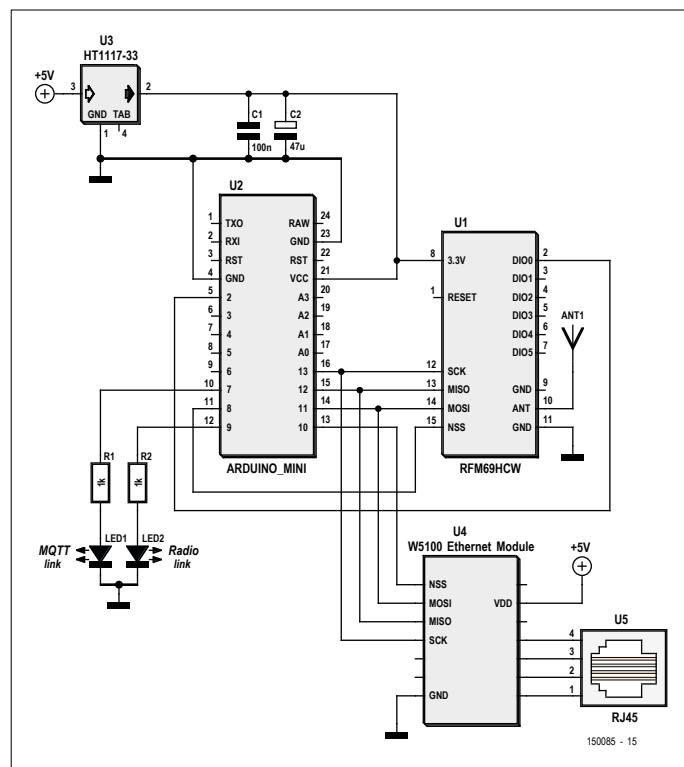 U3
HT1117-33
+5V
3
2
GND TAB
1
4
C1
100n
C2
47u
U2
1 TXO RAW 24
2 RXI GND 23
3 RST RST 22
4 GND VCC 21
5 2 A3 20
6 3 A2 19
7 4 A1 18
8 5 A0 17
9 6 13 16
10 7 12 15
11 8 11 14
12 9 10 13
ARDUINO_MINI
U1
8 3.3V DIO0 2
DIO1 3
1 RESET DIO2 4
DIO3 5
DIO4 6
DIO5 7
12 SCK
13 MISO GND 9
14 MOSI ANT 10
15 NSS GND 11
RFM69HCW
ANT1
R1
1k
R2
1k
LED1
LED2
MQTT
link
Radio
link
U4
W5100 Ethernet Module
NSS
MOSI VDD
MISO
SCK
GND
+5V
U5
4
3
2
1
RJ45
150085 - 15